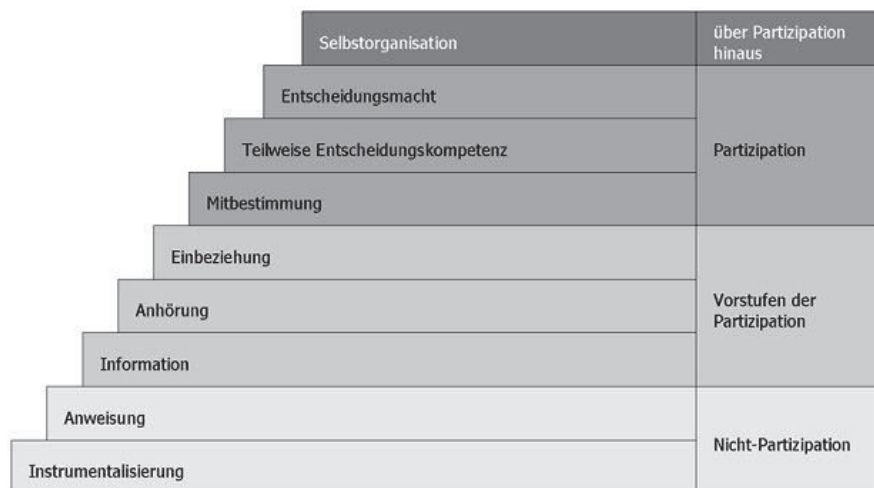 Selbstorganisation
über Partizipation
hinaus
Entscheidungsmacht
Teilweise Entscheidungskompetenz
Partizipation
Mitbestimmung
Einbeziehung
Anhörung
Vorstufen der
Partizipation
Information
Anweisung
Nicht-Partizipation
Instrumentalisierung